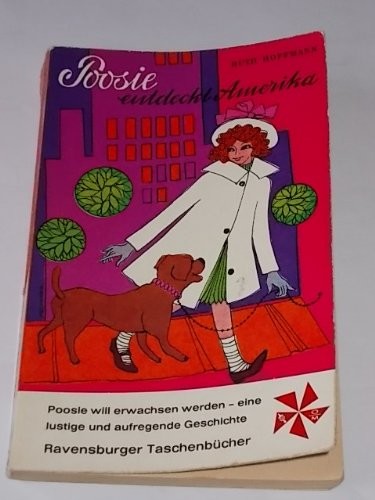 RUTH HOFFMANN
Poosie
entdeckt Amerika
Poosie will erwachsen werden – eine
lustige und aufregende Geschichte
Ravensburger Taschenbücher